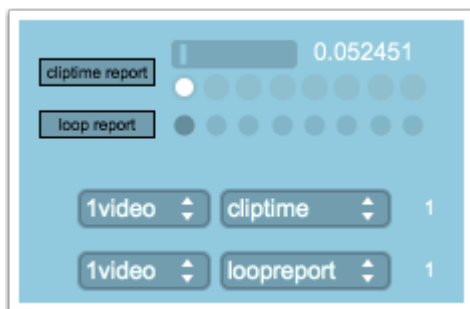 0.052451
cliptime report
loop report
1video cliptime 1
1video loopreport 1